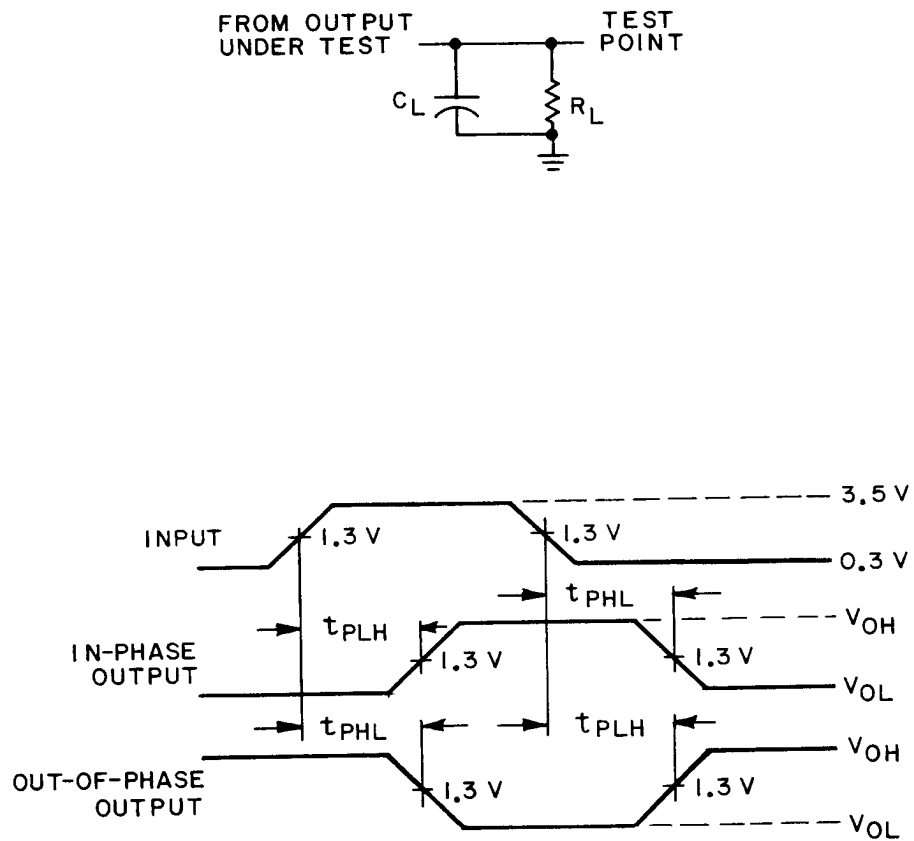 FROM OUTPUT
UNDER TEST
TEST
POINT
CL
RL
INPUT
1.3 V
1.3 V
3.5 V
0.3 V
tPHL
tPLH
VOH
IN-PHASE
OUTPUT
1.3 V
1.3 V
VOL
tPHL
tPLH
VOH
OUT-OF-PHASE
OUTPUT
1.3 V
1.3 V
VOL